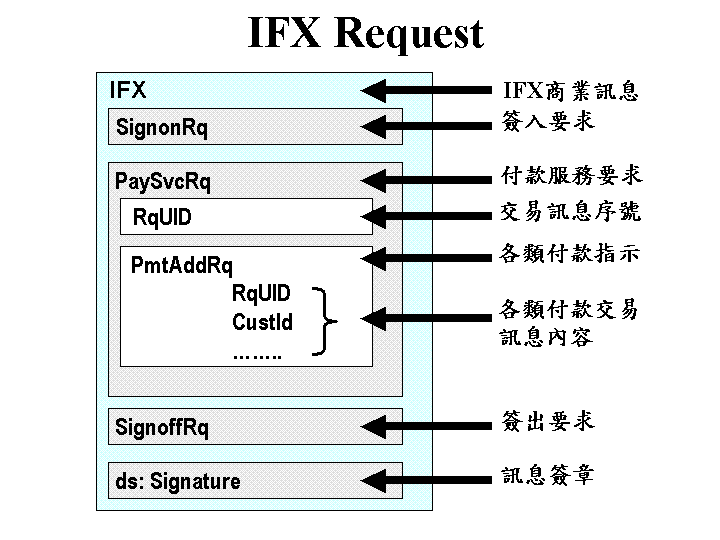 IFX Request
IFX
IFX商業訊息
SignonRq
簽入要求
PaySvcRq
付款服務要求
RqUID
交易訊息序號
PmtAddRq
各類付款指示
RqUID
CustId
……..
各類付款交易
訊息內容
SignoffRq
簽出要求
ds: Signature
訊息簽章